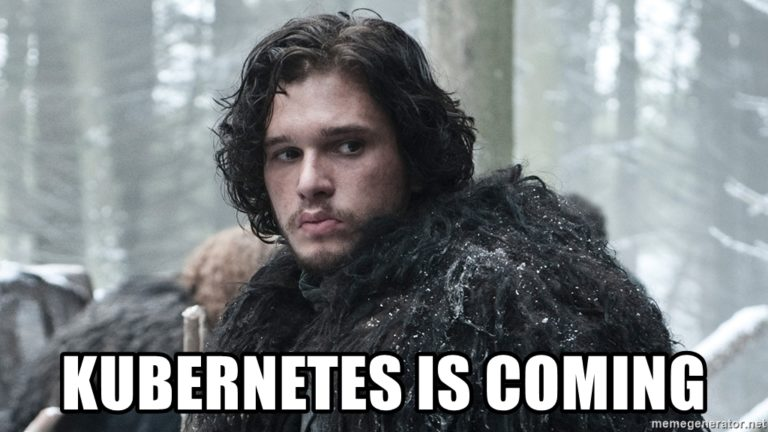 KUBERNETES IS COMING
memegenerator.net